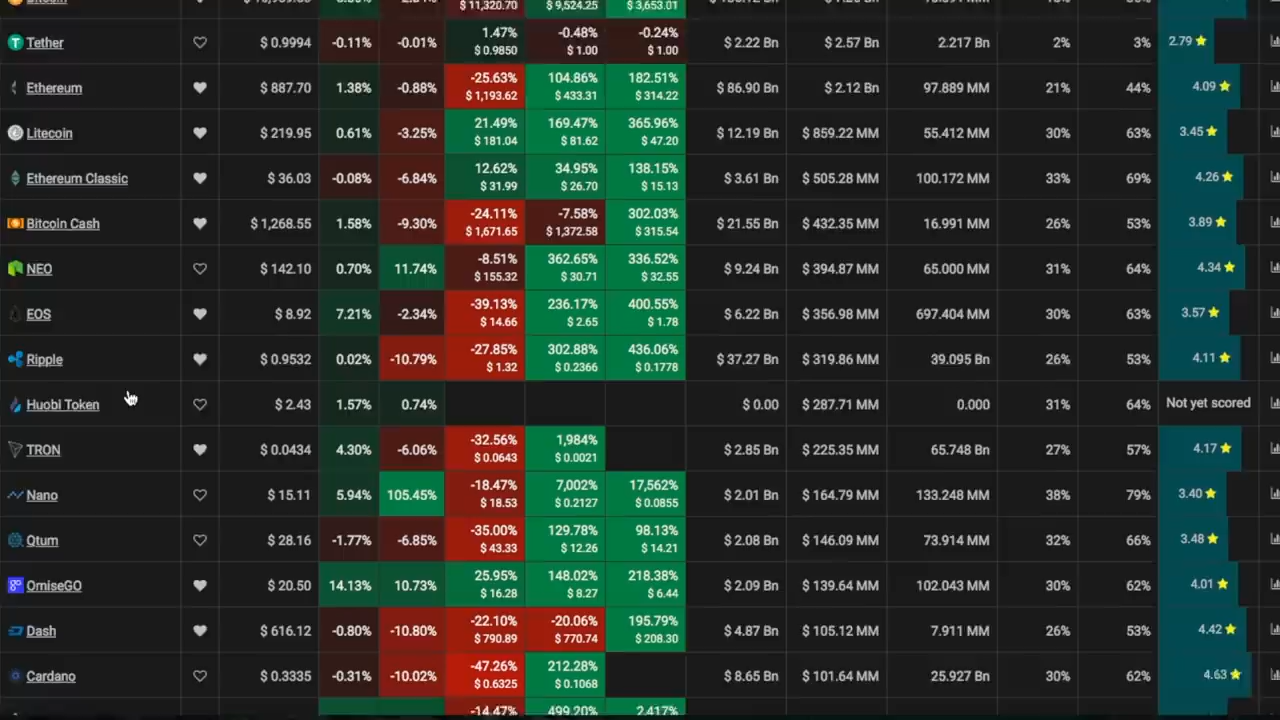 $ 11,320.70 $ 9,524.25 $ 3,653.01
Tether $ 0.9994 -0.11% -0.01% 1.47% $ 0.9850 -0.48% $ 1.00 -0.24% $ 1.00 $ 2.22 Bn $ 2.57 Bn 2.217 Bn 2% 3% 2.79
Ethereum $ 887.70 1.38% -0.88% -25.63% $ 1,193.62 104.86% $ 433.31 182.51% $ 314.22 $ 86.90 Bn $ 2.12 Bn 97.889 MM 21% 44% 4.09
Litecoin $ 219.95 0.61% -3.25% 21.49% $ 181.04 169.47% $ 81.62 365.96% $ 47.20 $ 12.19 Bn $ 859.22 MM 55.412 MM 30% 63% 3.45
Ethereum Classic $ 36.03 -0.08% -6.84% 12.62% $ 31.99 34.95% $ 26.70 138.15% $ 15.13 $ 3.61 Bn $ 505.28 MM 100.172 MM 33% 69% 4.26
Bitcoin Cash $ 1,268.55 1.58% -9.30% -24.11% $ 1,671.65 -7.58% $ 1,372.58 302.03% $ 315.54 $ 21.55 Bn $ 432.35 MM 16.991 MM 26% 53% 3.89
NEO $ 142.10 0.70% 11.74% -8.51% $ 155.32 362.65% $ 30.71 336.52% $ 32.55 $ 9.24 Bn $ 394.87 MM 65.000 MM 31% 64% 4.34
EOS $ 8.92 7.21% -2.34% -39.13% $ 14.66 236.17% $ 2.65 400.55% $ 1.78 $ 6.22 Bn $ 356.98 MM 697.404 MM 30% 63% 3.57
Ripple $ 0.9532 0.02% -10.79% -27.85% $ 1.32 302.88% $ 0.2366 436.06% $ 0.1778 $ 37.27 Bn $ 319.86 MM 39.095 Bn 26% 53% 4.11
Huobi Token $ 2.43 1.57% 0.74% $ 0.00 $ 287.71 MM 0.000 31% 64% Not yet scored
TRON $ 0.0434 4.30% -6.06% -32.56% $ 0.0643 1,984% $ 0.0021 $ 2.85 Bn $ 225.35 MM 65.748 Bn 27% 57% 4.17
Nano $ 15.11 5.94% 105.45% -18.47% $ 18.53 7,002% $ 0.2127 17,562% $ 0.0855 $ 2.01 Bn $ 164.79 MM 133.248 MM 38% 79% 3.40
Qtum $ 28.16 -1.77% -6.85% -35.00% $ 43.33 129.78% $ 12.26 98.13% $ 14.21 $ 2.08 Bn $ 146.09 MM 73.914 MM 32% 66% 3.48
OmiseGO $ 20.50 14.13% 10.73% 25.95% $ 16.28 148.02% $ 8.27 218.38% $ 6.44 $ 2.09 Bn $ 139.64 MM 102.043 MM 30% 62% 4.01
Dash $ 616.12 -0.80% -10.80% -22.10% $ 790.89 -20.06% $ 770.74 195.79% $ 208.30 $ 4.87 Bn $ 105.12 MM 7.911 MM 26% 53% 4.42
Cardano $ 0.3335 -0.31% -10.02% -47.26% $ 0.6325 212.28% $ 0.1068 $ 8.65 Bn $ 101.64 MM 25.927 Bn 30% 62% 4.63
-14.47% 499.20% 2,417%